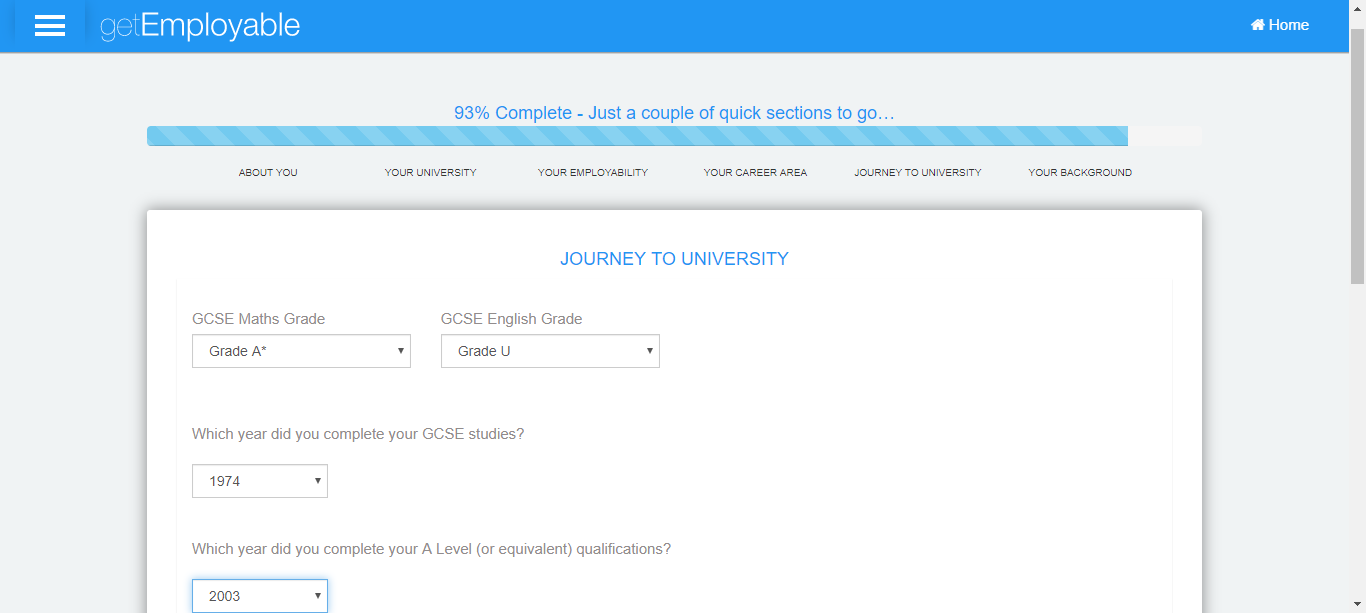 getEmployable
Home
93% Complete - Just a couple of quick sections to go…
ABOUT YOU
YOUR UNIVERSITY
YOUR EMPLOYABILITY
YOUR CAREER AREA
JOURNEY TO UNIVERSITY
YOUR BACKGROUND
JOURNEY TO UNIVERSITY
GCSE Maths Grade
GCSE English Grade
Grade A*
Grade U
Which year did you complete your GCSE studies?
1974
Which year did you complete your A Level (or equivalent) qualifications?
2003